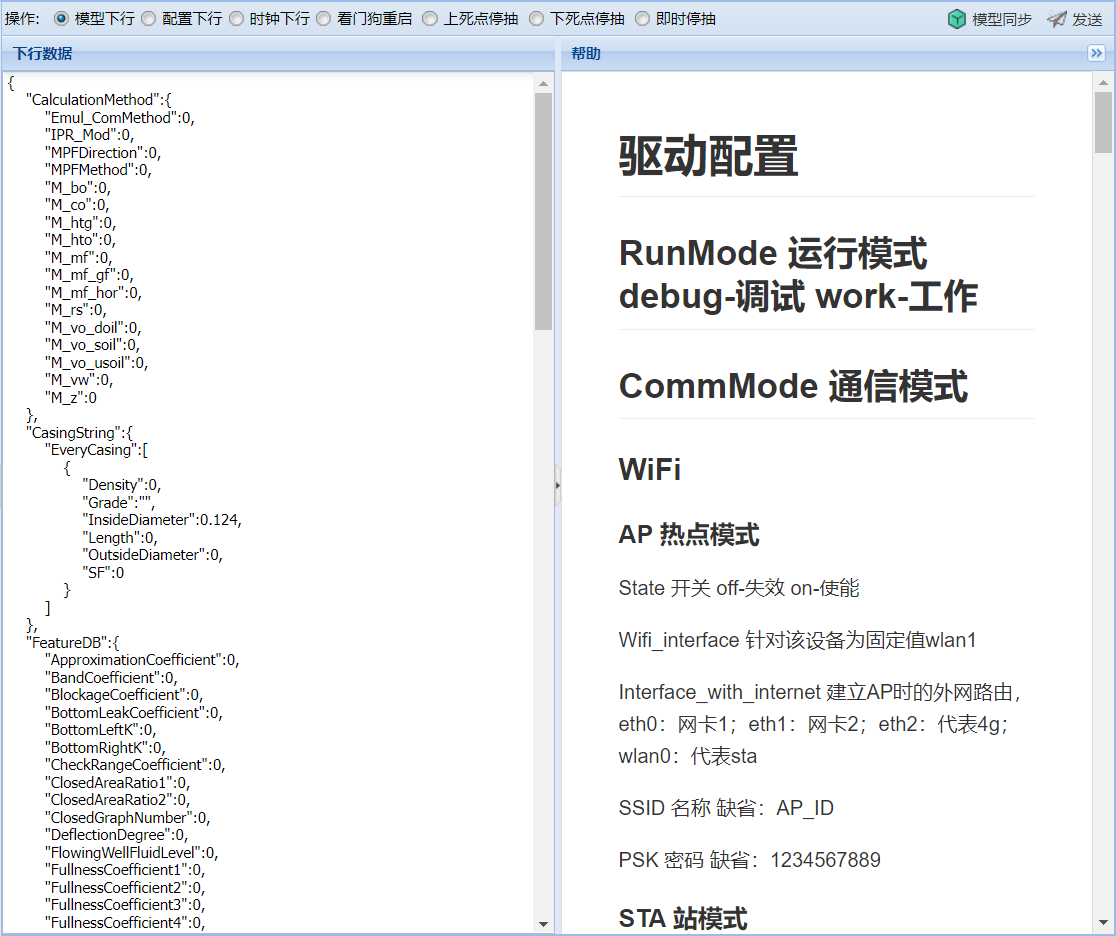 操作: 模型下行 配置下行 时钟下行 看门狗重启 上死点停抽 下死点停抽 即时停抽 模型同步 发送
下行数据
{
"CalculationMethod":{
"Emul_ComMethod":0,
"IPR_Mod":0,
"MPFDirection":0,
"MPFMethod":0,
"M_bo":0,
"M_co":0,
"M_htg":0,
"M_hto":0,
"M_mf":0,
"M_mf_gf":0,
"M_mf_hor":0,
"M_rs":0,
"M_vo_doil":0,
"M_vo_soil":0,
"M_vo_usoil":0,
"M_vw":0,
"M_z":0
},
"CasingString":{
"EveryCasing":[
{
"Density":0,
"Grade":"",
"InsideDiameter":0.124,
"Length":0,
"OutsideDiameter":0,
"SF":0
}
]
},
"FeatureDB":{
"ApproximationCoefficient":0,
"BandCoefficient":0,
"BlockageCoefficient":0,
"BottomLeakCoefficient":0,
"BottomLeftK":0,
"BottomRightK":0,
"CheckRangeCoefficient":0,
"ClosedAreaRatio1":0,
"ClosedAreaRatio2":0,
"ClosedGraphNumber":0,
"DeflectionDegree":0,
"FlowingWellFluidLevel":0,
"FullnessCoefficient1":0,
"FullnessCoefficient2":0,
"FullnessCoefficient3":0,
"FullnessCoefficient4":0,
帮助
驱动配置
RunMode 运行模式
debug-调试 work-工作
CommMode 通信模式
WiFi
AP 热点模式
State 开关 off-失效 on-使能
Wifi_interface 针对该设备为固定值wlan1
Interface_with_internet 建立AP时的外网路由，
eth0：网卡1；eth1：网卡2；eth2：代表4g；
wlan0：代表sta
SSID 名称 缺省：AP_ID
PSK 密码 缺省：1234567889
STA 站模式